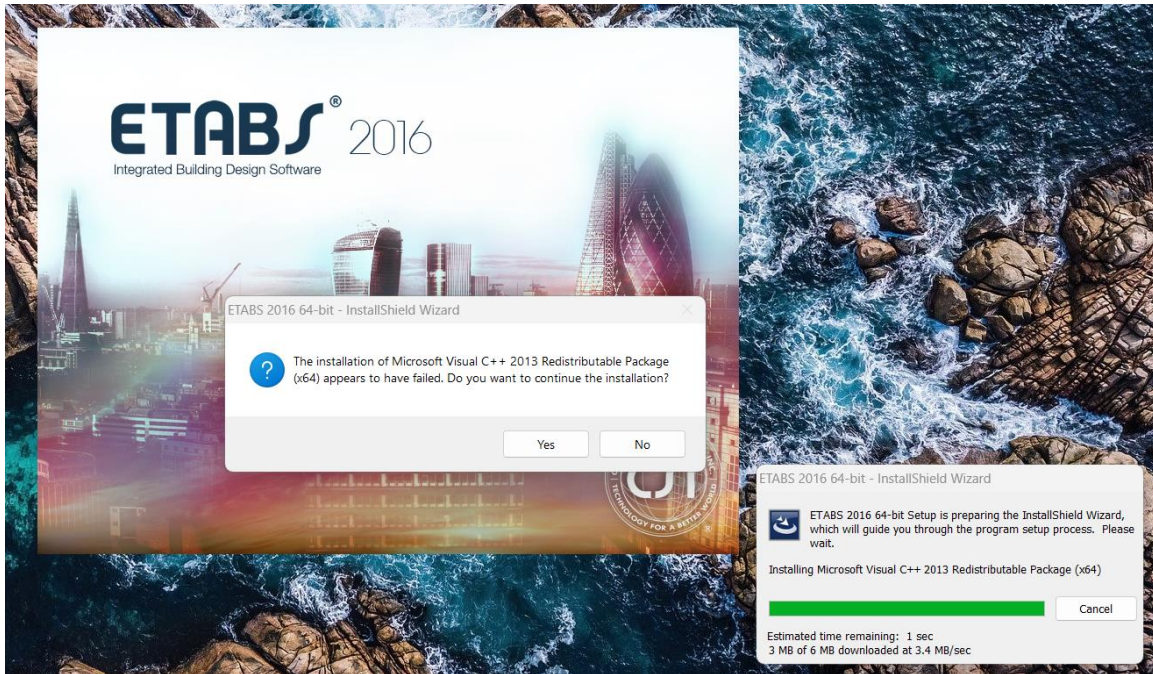 ETABS® 2016
Integrated Building Design Software
ETABS 2016 64-bit - InstallShield Wizard
The installation of Microsoft Visual C++ 2013 Redistributable Package
(x64) appears to have failed. Do you want to continue the installation?
Yes No
TECHNOLOGY FOR A BETTER WORLD
ETABS 2016 64-bit - InstallShield Wizard
ETABS 2016 64-bit Setup is preparing the InstallShield Wizard,
which will guide you through the program setup process. Please
wait.
Installing Microsoft Visual C++ 2013 Redistributable Package (x64)
Cancel
Estimated time remaining: 1 sec
3 MB of 6 MB downloaded at 3.4 MB/sec